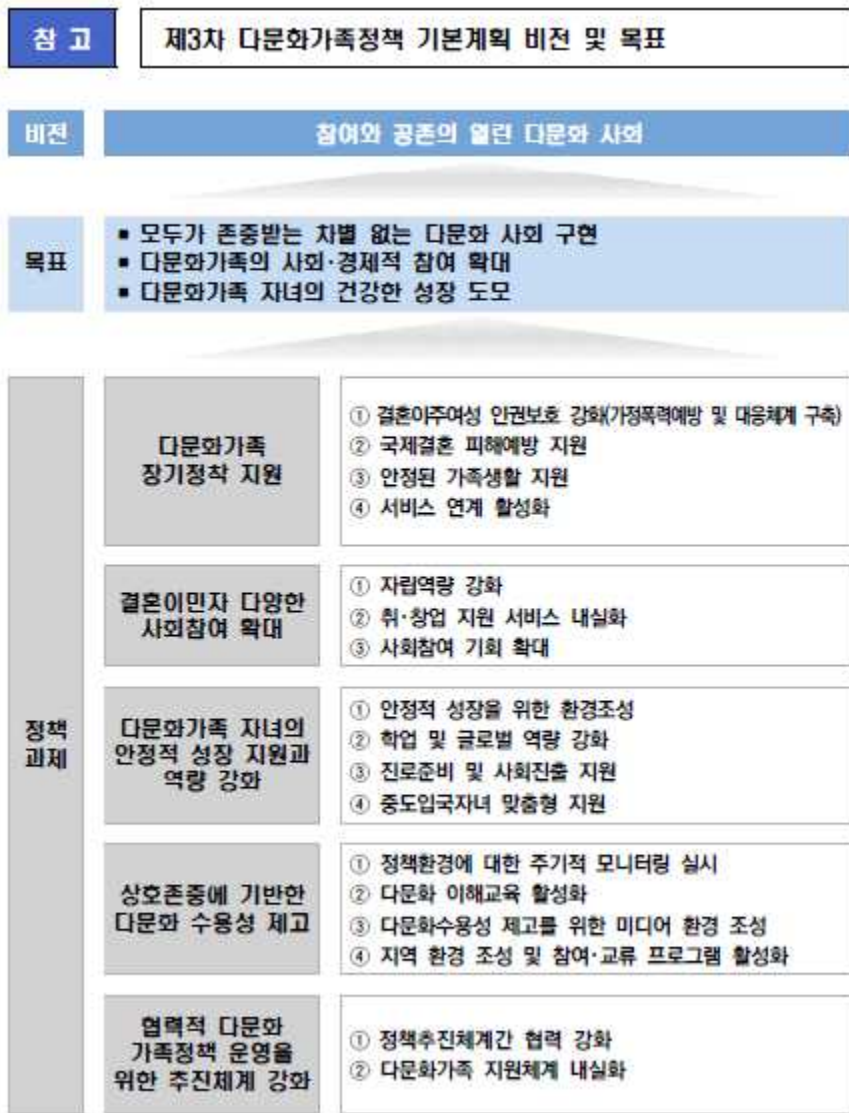 참 고
제3차 다문화가족정책 기본계획 비전 및 목표
비전
참여와 공존의 열린 다문화 사회
목표
▪ 모두가 존중받는 차별 없는 다문화 사회 구현
▪ 다문화가족의 사회·경제적 참여 확대
▪ 다문화가족 자녀의 건강한 성장 도모
정책
과제
다문화가족
장기정착 지원
① 결혼이주여성 인권보호 강화(가정폭력예방 및 대응체계 구축)
② 국제결혼 피해예방 지원
③ 안정된 가족생활 지원
④ 서비스 연계 활성화
결혼이민자 다양한
사회참여 확대
① 자립역량 강화
② 취·창업 지원 서비스 내실화
③ 사회참여 기회 확대
다문화가족 자녀의
안정적 성장 지원과
역량 강화
① 안정적 성장을 위한 환경조성
② 학업 및 글로벌 역량 강화
③ 진로준비 및 사회진출 지원
④ 중도입국자녀 맞춤형 지원
상호존중에 기반한
다문화 수용성 제고
① 정책환경에 대한 주기적 모니터링 실시
② 다문화 이해교육 활성화
③ 다문화수용성 제고를 위한 미디어 환경 조성
④ 지역 환경 조성 및 참여·교류 프로그램 활성화
협력적 다문화
가족정책 운영을
위한 추진체계 강화
① 정책추진체계간 협력 강화
② 다문화가족 지원체계 내실화